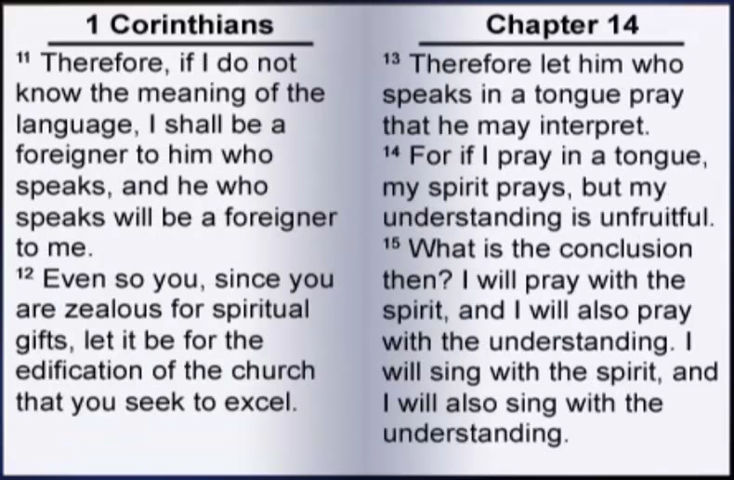 1 Corinthians
¹¹ Therefore, if I do not
know the meaning of the
language, I shall be a
foreigner to him who
speaks, and he who
speaks will be a foreigner
to me.
¹² Even so you, since you
are zealous for spiritual
gifts, let it be for the
edification of the church
that you seek to excel.
Chapter 14
¹³ Therefore let him who
speaks in a tongue pray
that he may interpret.
¹⁴ For if I pray in a tongue,
my spirit prays, but my
understanding is unfruitful.
¹⁵ What is the conclusion
then? I will pray with the
spirit, and I will also pray
with the understanding. I
will sing with the spirit, and
I will also sing with the
understanding.